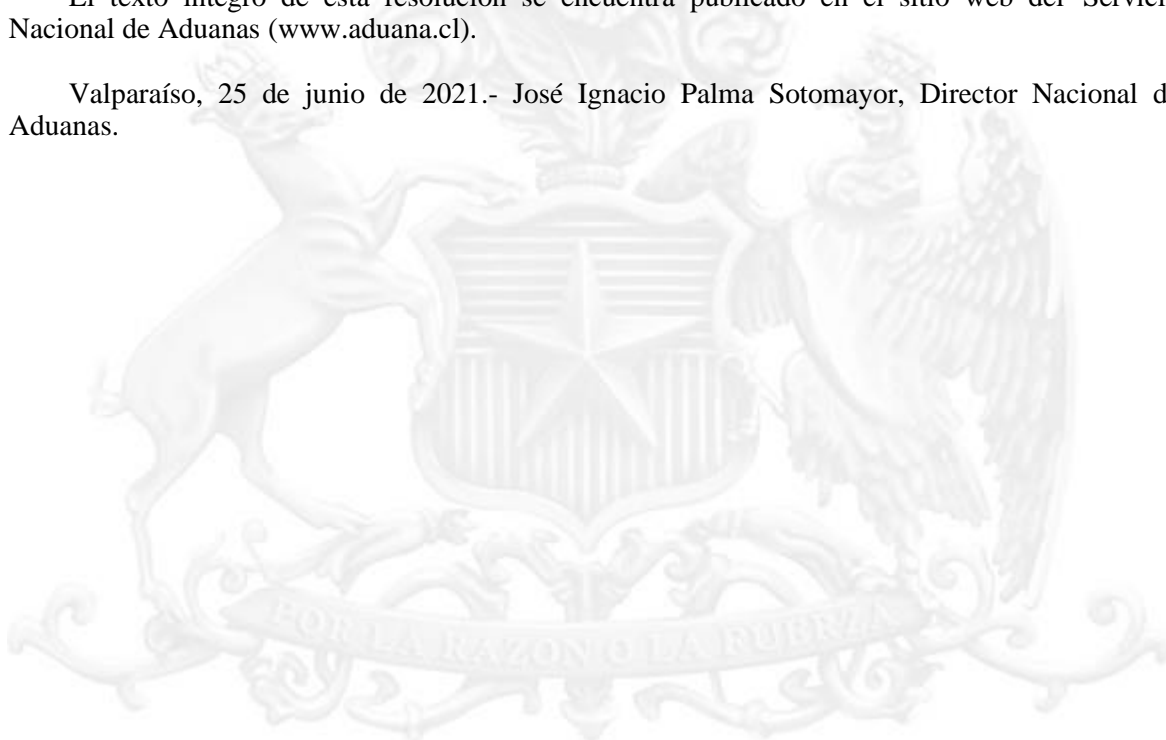 El texto íntegro de esta resolución se encuentra publicado en el sitio web del
Nacional de Aduanas (www.aduana.cl).
Valparaíso, 25 de junio de 2021.- José Ignacio Palma Sotomayor, Director Nacional d
Aduanas.
POR LA RAZON O LA FUERZA